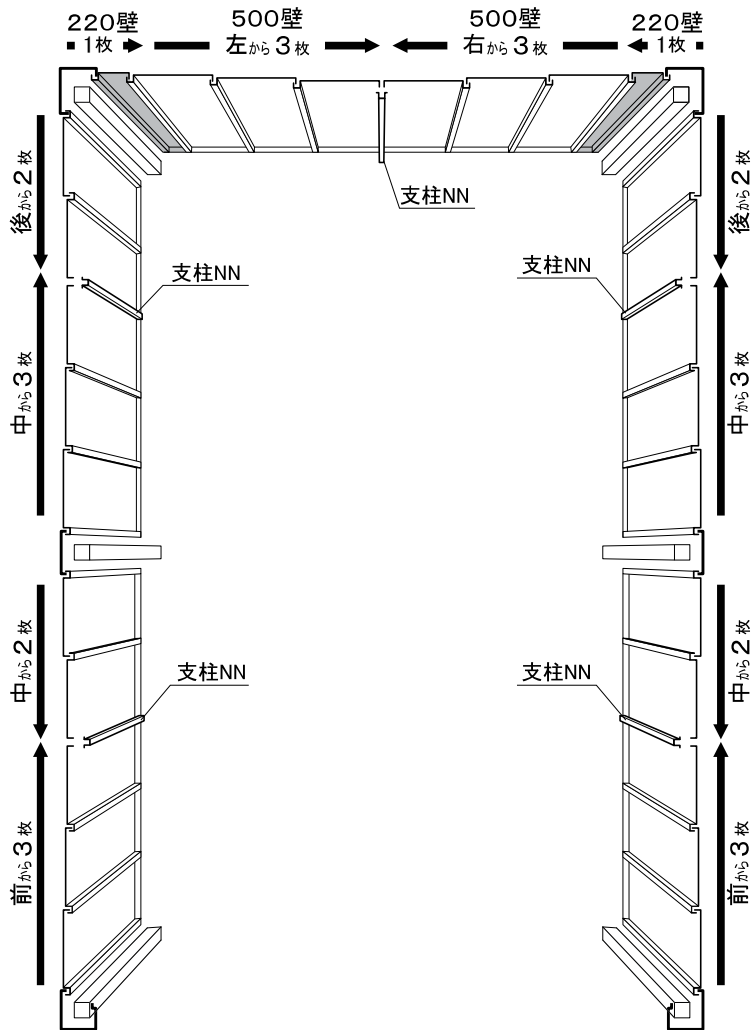 220壁
1枚
500壁
左から3枚
500壁
右から3枚
220壁
1枚
支柱NN
後から2枚
後から2枚
支柱NN
支柱NN
中から3枚
中から3枚
中から2枚
中から2枚
支柱NN
支柱NN
前から3枚
前から3枚